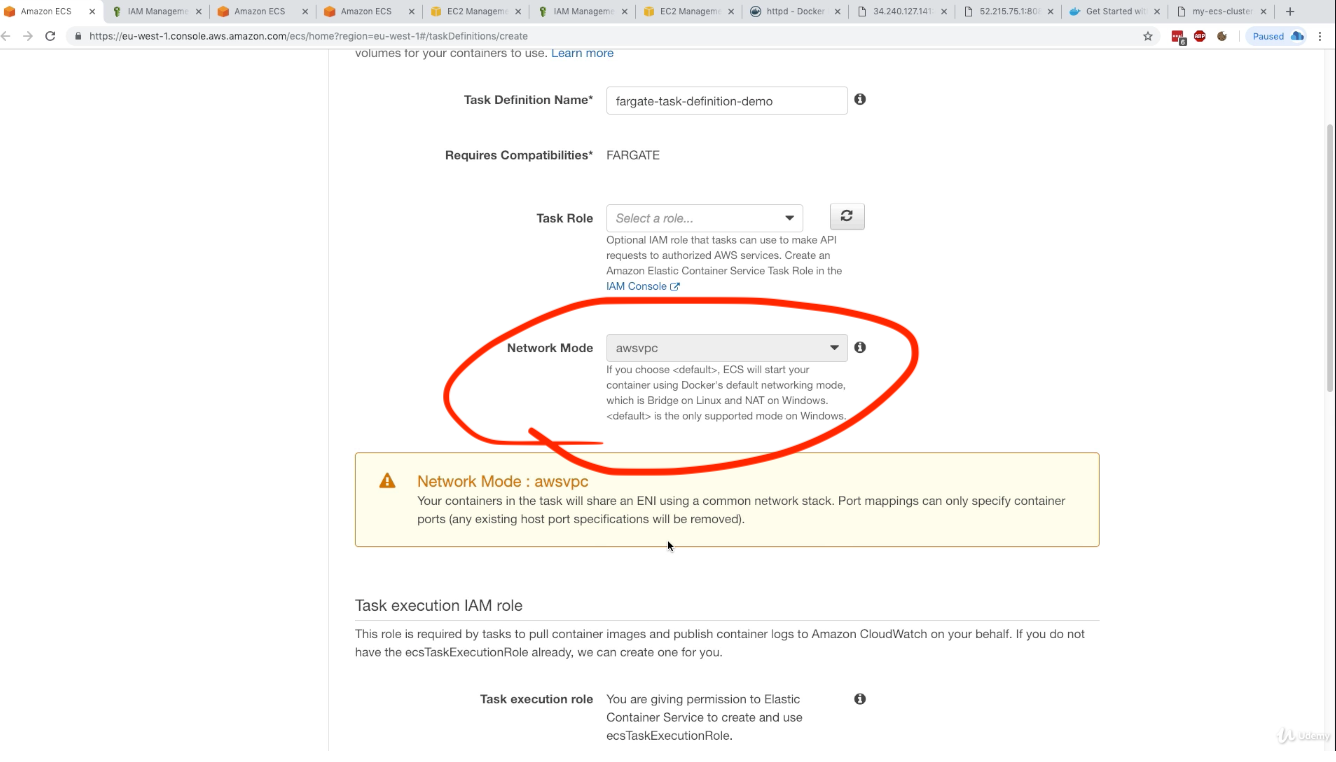 Amazon ECS
IAM Manageme
Amazon ECS
Amazon ECS
EC2 Managem
IAM Manageme
EC2 Manageme
httpd - Docker
34.240.127.141
52.215.75.1:80
Get Started wit
my-ecs-cluster
https://eu-west-1.console.aws.amazon.com/ecs/home?region=eu-west-1#/taskDefinitions/create
6
ABP
Paused
volumes for your containers to use. Learn more
Task Definition Name*
fargate-task-definition-demo
Requires Compatibilities*
FARGATE
Task Role
Select a role...
Optional IAM role that tasks can use to make API
requests to authorized AWS services. Create an
Amazon Elastic Container Service Task Role in the
IAM Console
Network Mode
awsvpc
If you choose <default>, ECS will start your
container using Docker's default networking mode,
which is Bridge on Linux and NAT on Windows.
<default> is the only supported mode on Windows.
Network Mode : awsvpc
Your containers in the task will share an ENI using a common network stack. Port mappings can only specify container
ports (any existing host port specifications will be removed).
Task execution IAM role
This role is required by tasks to pull container images and publish container logs to Amazon CloudWatch on your behalf. If you do not
have the ecsTaskExecutionRole already, we can create one for you.
Task execution role
You are giving permission to Elastic
Container Service to create and use
ecsTaskExecutionRole.
Udemy